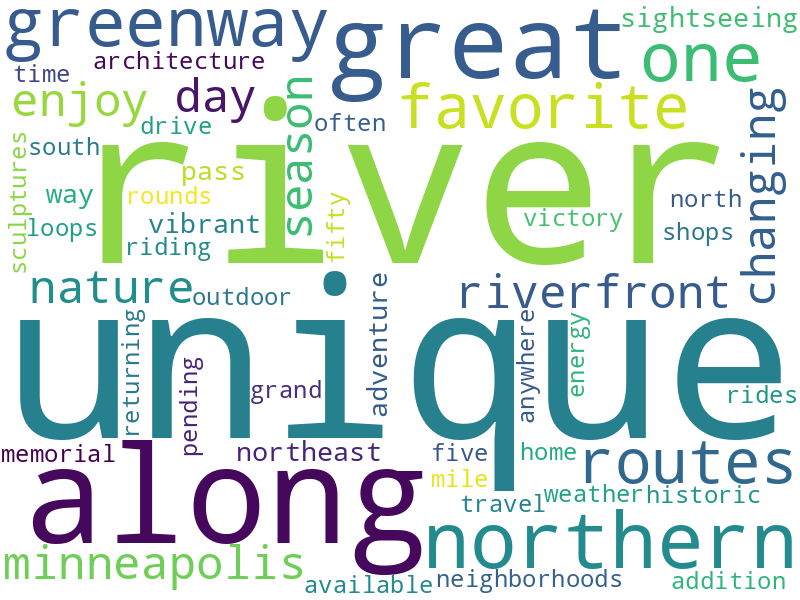 greenway
great
sightseeing
one
time
architecture
enjoy
day
season
favorite
changing
drive
often
south
sculptures
river
pass
way
rounds
fifty
north
loops
vibrant
victory
shops
riding
nature
outdoor
riverfront
unique
returning
pending
grand
adventure
anywhere
energy
rides
memorial
along
northeast
five
home
routes
mile
travel
weather
historic
northern
minneapolis
available
neighborhoods
addition